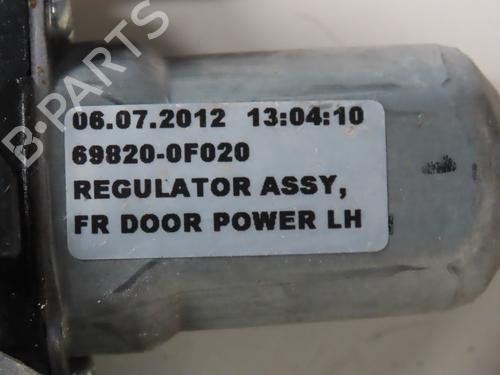 B-PARTS
06.07.2012 13:04:10
69820-0F020
REGULATOR ASSY,
FR DOOR POWER LH